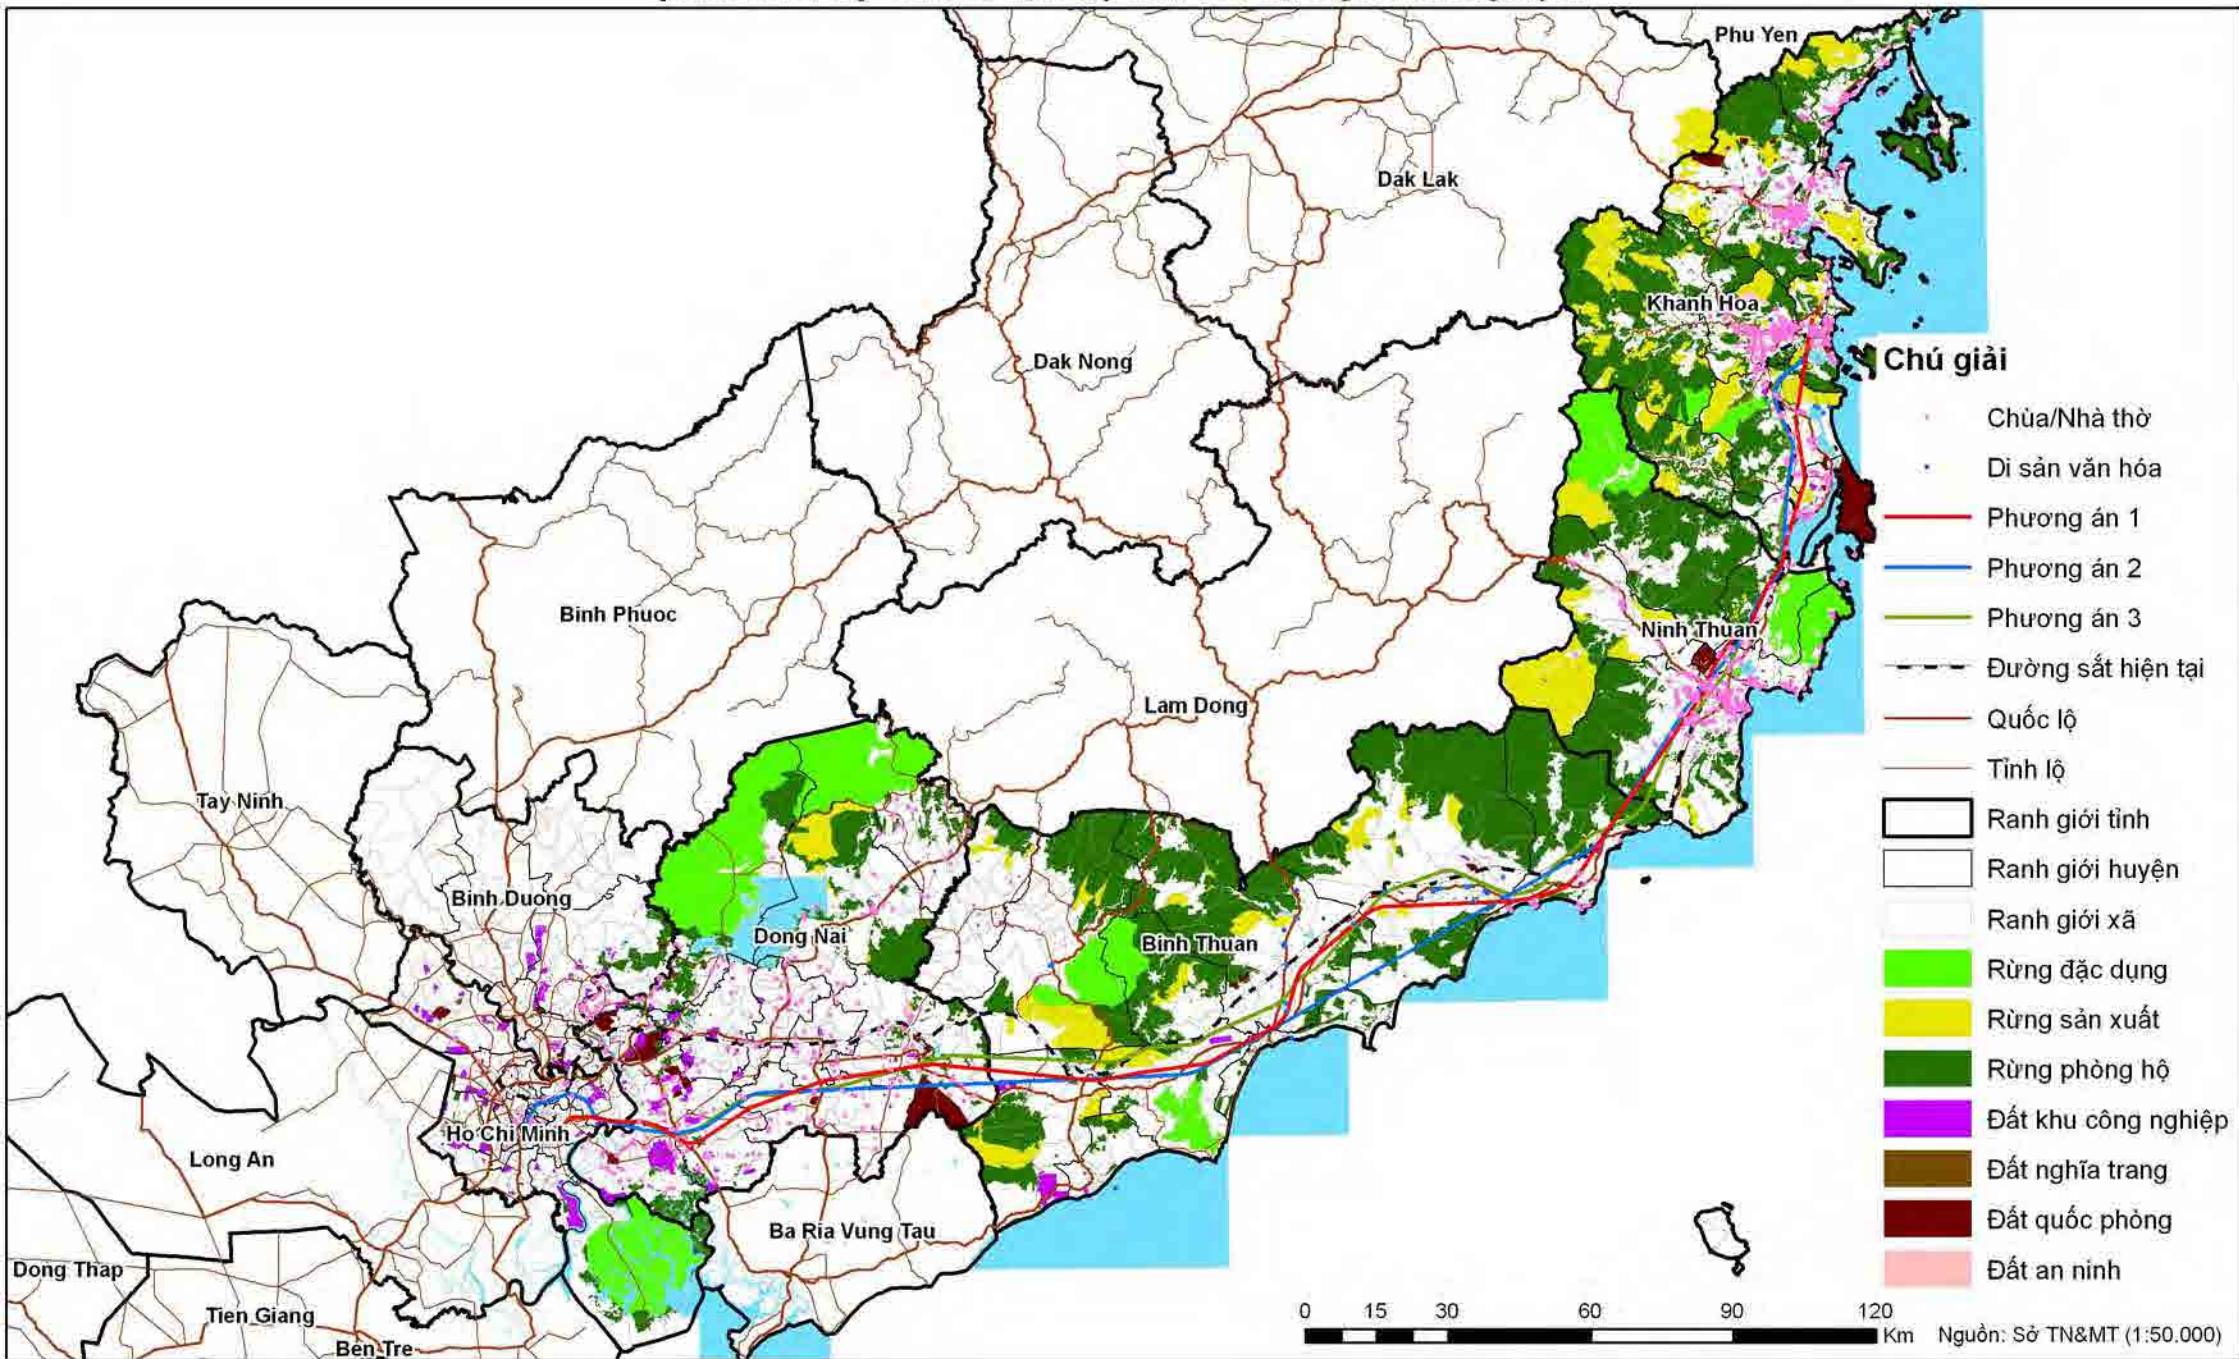 Phu Yen
Dak Lak
Khanh Hoa
Dak Nong
Binh Phuoc
Ninh Thuan
Lam Dong
Tay Ninh
Binh Duong
Dong Nai
Binh Thuan
Ho Chi Minh
Long An
Ba Ria Vung Tau
Dong Thap
Tien Giang
Ben Tre
Chú giải
Chùa/Nhà thờ
Di sản văn hóa
Phương án 1
Phương án 2
Phương án 3
Đường sắt hiện tại
Quốc lộ
Tỉnh lộ
Ranh giới tỉnh
Ranh giới huyện
Ranh giới xã
Rừng đặc dụng
Rừng sản xuất
Rừng phòng hộ
Đất khu công nghiệp
Đất nghĩa trang
Đất quốc phòng
Đất an ninh
0 15 30 60 90 120
Km
Nguồn: Sở TN&MT (1:50.000)